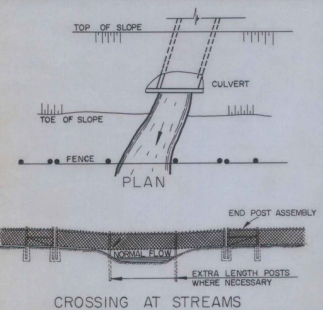 TOP OF SLOPE
CULVERT
TOE OF SLOPE
FENCE
PLAN
END POST ASSEMBLY
NORMAL FLOW
EXTRA LENGTH POSTS
WHERE NECESSARY
CROSSING AT STREAMS